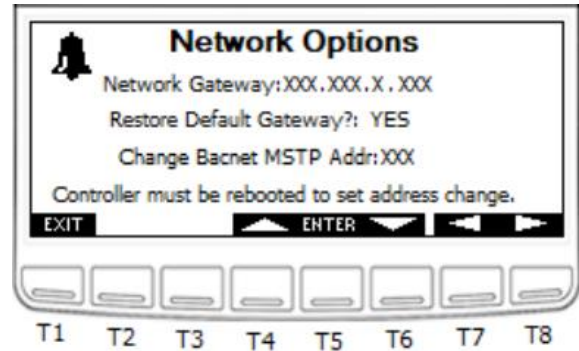 Network Options
Network Gateway:XXX.XXX.X.XXX
Restore Default Gateway?: YES
Change Bacnet MSTP Addr:XXX
Controller must be rebooted to set address change.
EXIT ENTER
T1 T2 T3 T4 T5 T6 T7 T8